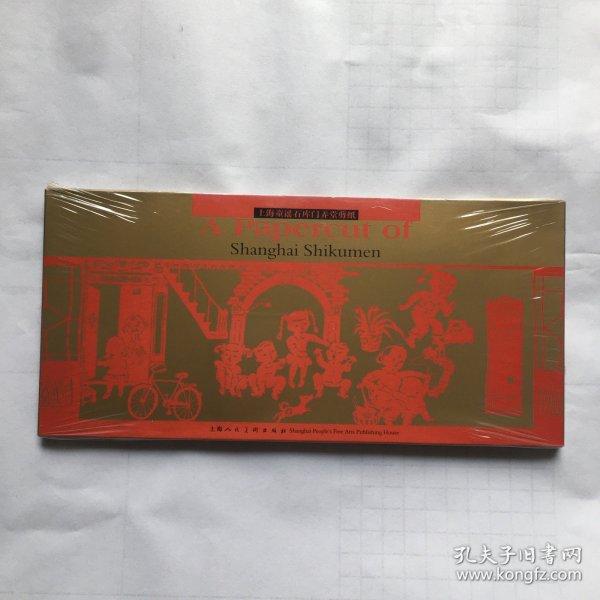 上海童谣石库门弄堂剪纸
A Papercut of
Shanghai Shikumen
上海人民美术出版社 Shanghai People's Fine Arts Publishing House
孔夫子旧书网
www.kongfz.com